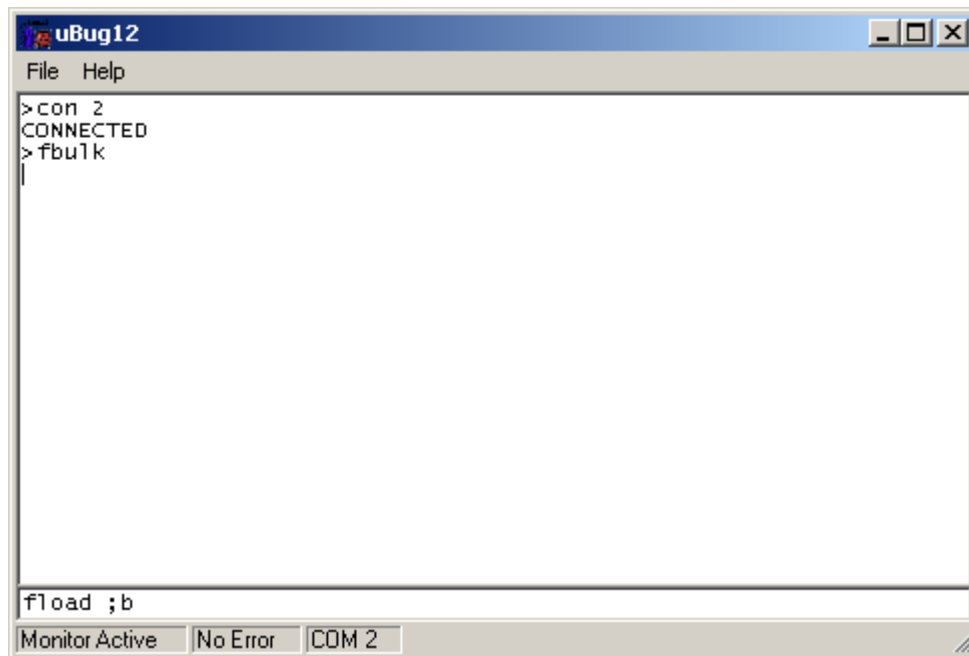 uBug12
File Help
>con 2
CONNECTED
>fbulk
fload ;b
Monitor Active No Error COM 2